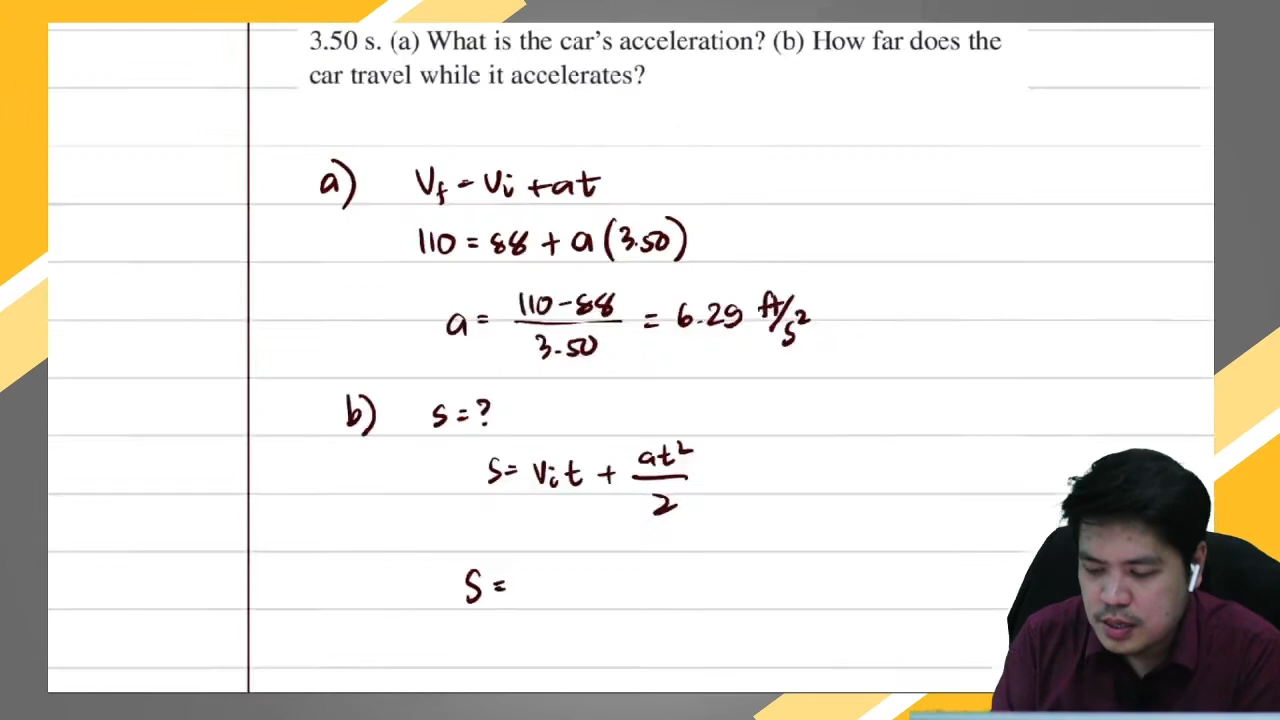 3.50 s. (a) What is the car's acceleration? (b) How far does the
car travel while it accelerates?
a) Vf = Vi + at
110 = 88 + a (3.50)
a = 110 - 88 / 3.50 = 6.29 ft/s²
b) s = ?
s = Vit + at² / 2
S =